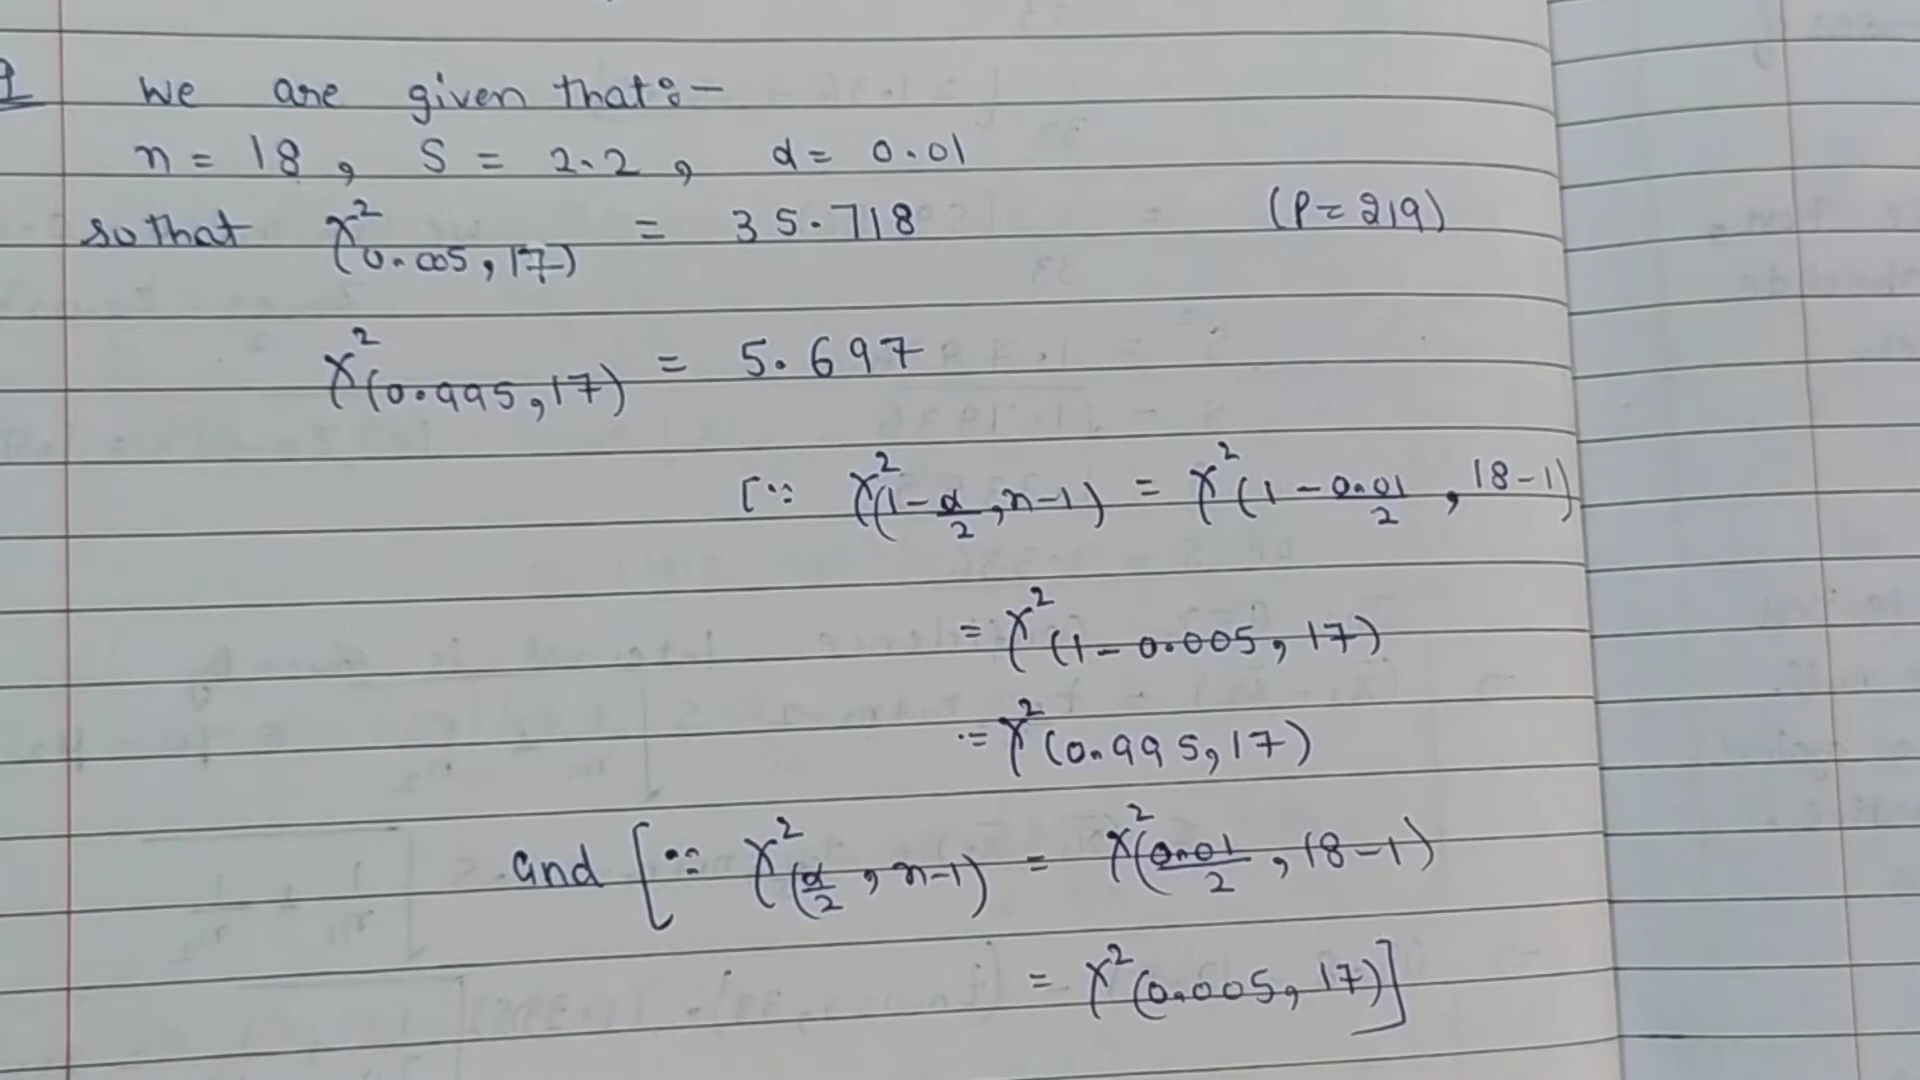 We are given that:-
n = 18, S = 2.2, α = 0.01
so that χ²(0.005, 17) = 35.718 (P=219)
χ²(0.995, 17) = 5.697
[∵ χ²(1-α/2, n-1) = χ²(1-0.01/2, 18-1)
= χ²(1-0.005, 17)
= χ²(0.995, 17)
and [∵ χ²(α/2, n-1) = χ²(0.01/2, 18-1)
= χ²(0.005, 17)]